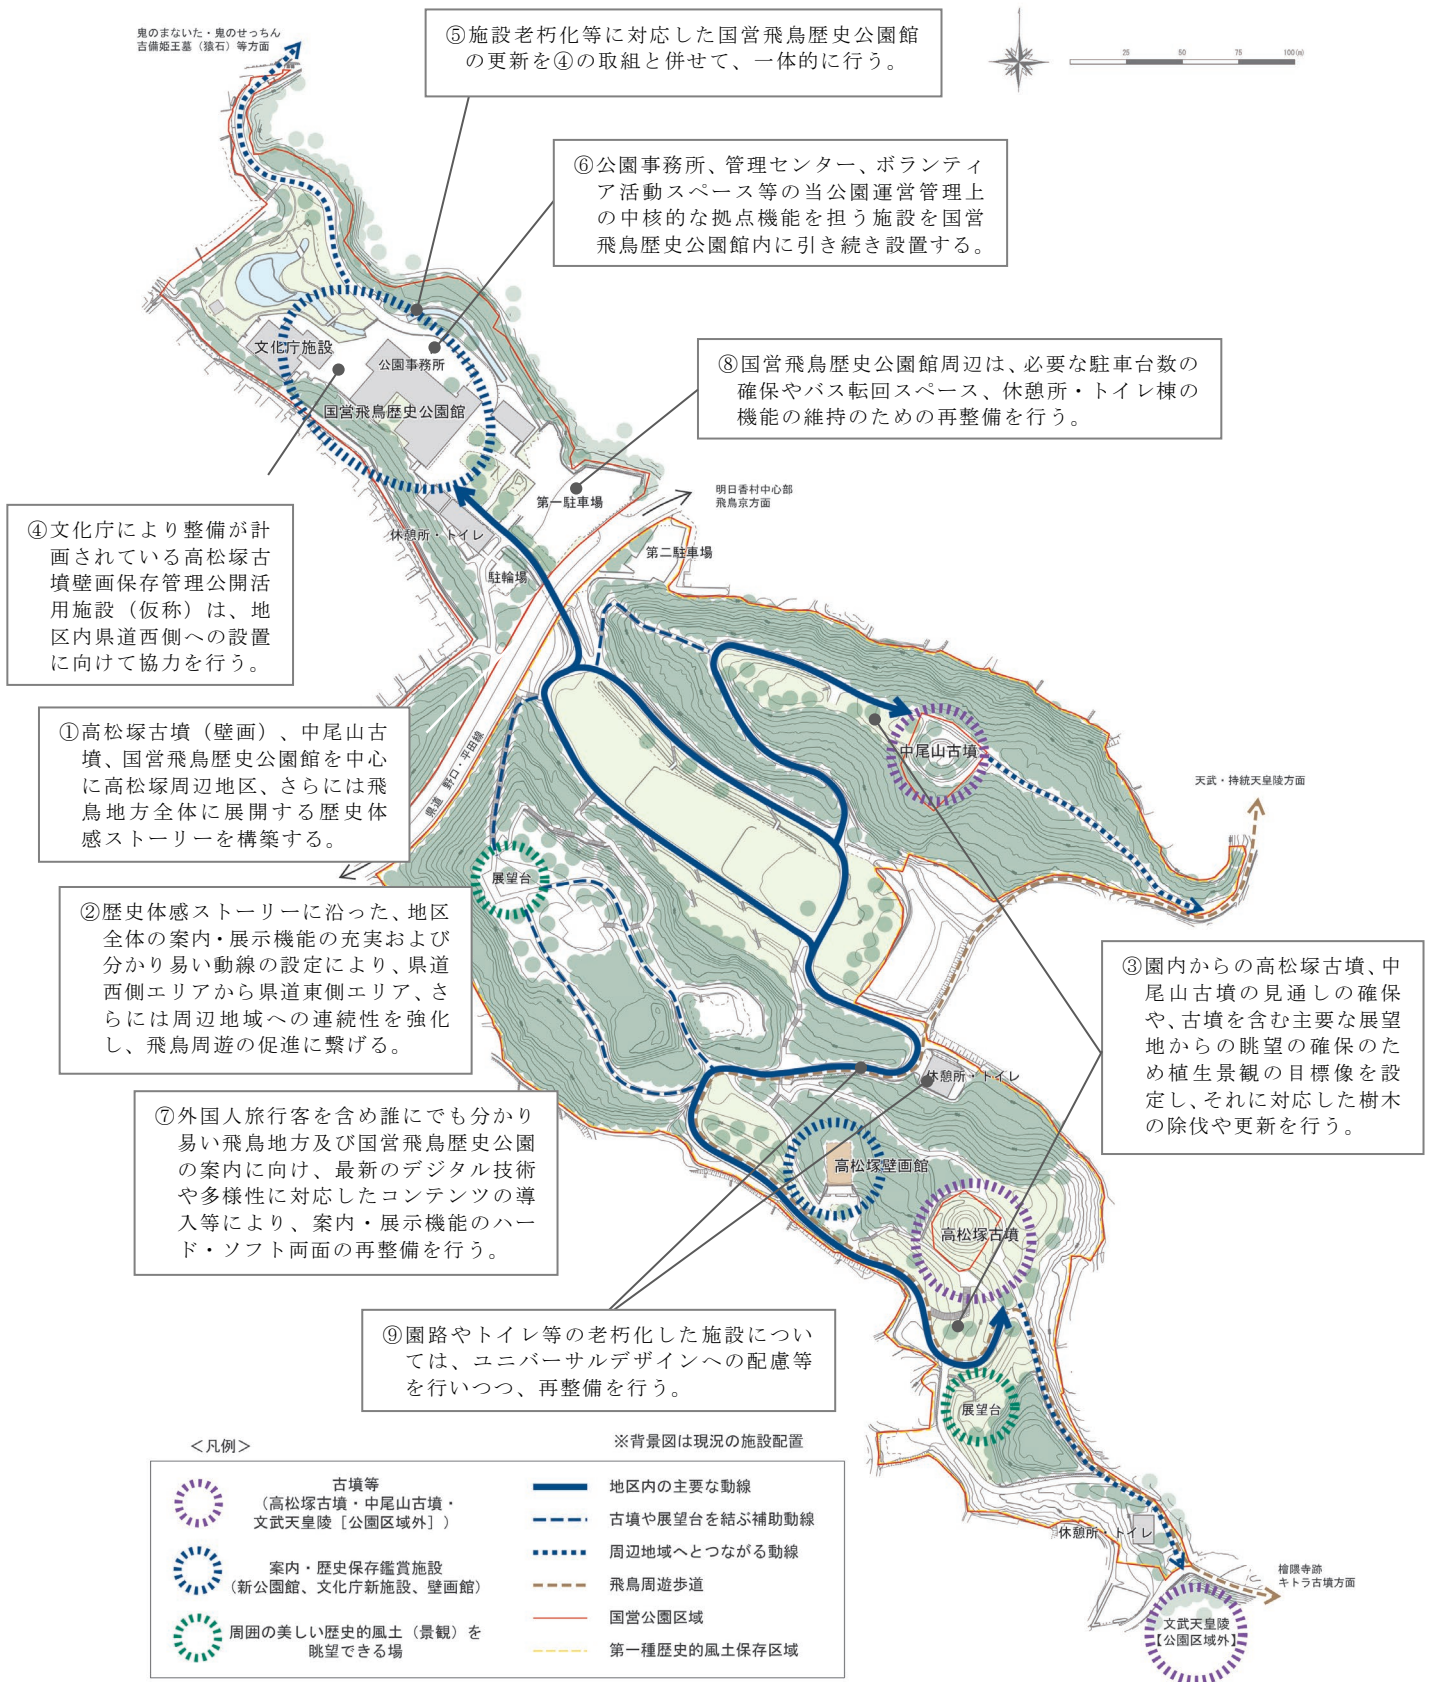 鬼のまないた・鬼のせっちん
吉備姫王墓（猿石）等方面
⑤施設老朽化等に対応した国営飛鳥歴史公園館
の更新を④の取組と併せて、一体的に行う。
25 50 75 100(m)
⑥公園事務所、管理センター、ボランティ
ア活動スペース等の当公園運営管理上
の中核的な拠点機能を担う施設を国営
飛鳥歴史公園館内に引き続き設置する。
文化庁施設
公園事務所
国営飛鳥歴史公園館
⑧国営飛鳥歴史公園館周辺は、必要な駐車台数の
確保やバス転回スペース、休憩所・トイレ棟の
機能の維持のための再整備を行う。
第一駐車場
明日香村中心部
飛鳥京方面
休憩所・トイレ
第二駐車場
駐輪場
④文化庁により整備が計
画されている高松塚古
墳壁画保存管理公開活
用施設（仮称）は、地
区内県道西側への設置
に向けて協力を行う。
①高松塚古墳（壁画）、中尾山古
墳、国営飛鳥歴史公園館を中心
に高松塚周辺地区、さらには飛
鳥地方全体に展開する歴史体
感ストーリーを構築する。
県道 野口・平田線
中尾山古墳
天武・持統天皇陵方面
展望台
②歴史体感ストーリーに沿った、地区
全体の案内・展示機能の充実および
分かり易い動線の設定により、県道
西側エリアから県道東側エリア、さ
らには周辺地域への連続性を強化
し、飛鳥周遊の促進に繋げる。
③園内からの高松塚古墳、中
尾山古墳の見通しの確保
や、古墳を含む主要な展望
地からの眺望の確保のた
め植生景観の目標像を設
定し、それに対応した樹木
の除伐や更新を行う。
休憩所・トイレ
⑦外国人旅行客を含め誰にでも分かり
易い飛鳥地方及び国営飛鳥歴史公園
の案内に向け、最新のデジタル技術
や多様性に対応したコンテンツの導
入等により、案内・展示機能のハー
ド・ソフト両面の再整備を行う。
高松塚壁画館
高松塚古墳
⑨園路やトイレ等の老朽化した施設につい
ては、ユニバーサルデザインへの配慮等
を行いつつ、再整備を行う。
展望台
休憩所・トイレ
檜隈寺跡
キトラ古墳方面
文武天皇陵
【公園区域外】
＜凡例＞
※背景図は現況の施設配置
古墳等
（高松塚古墳・中尾山古墳・
文武天皇陵［公園区域外］）
案内・歴史保存鑑賞施設
（新公園館、文化庁新施設、壁画館）
周囲の美しい歴史的風土（景観）を
眺望できる場
地区内の主要な動線
古墳や展望台を結ぶ補助動線
周辺地域へとつながる動線
飛鳥周遊歩道
国営公園区域
第一種歴史的風土保存区域